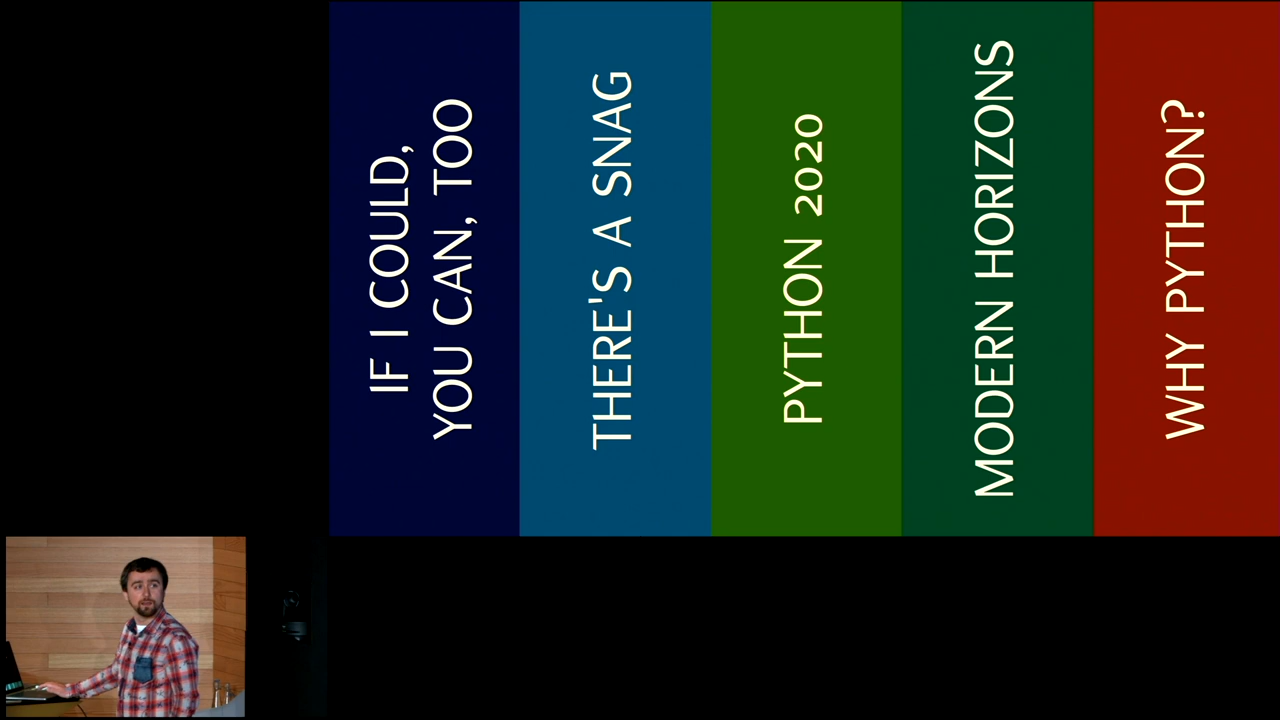 IF I COULD,
YOU CAN, TOO
THERE'S A SNAG
PYTHON 2020
MODERN HORIZONS
WHY PYTHON?